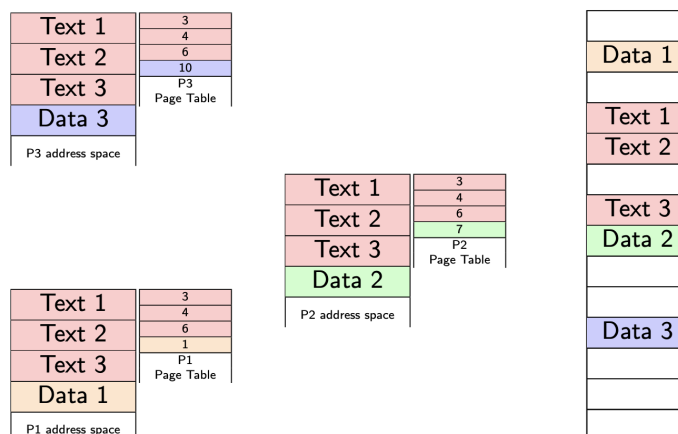 Text 1
Text 2
Text 3
Data 3
P3 address space
3
4
6
10
P3
Page Table
Text 1
Text 2
Text 3
Data 2
P2 address space
3
4
6
7
P2
Page Table
Text 1
Text 2
Text 3
Data 1
P1 address space
3
4
6
1
P1
Page Table
Data 1
Text 1
Text 2
Text 3
Data 2
Data 3